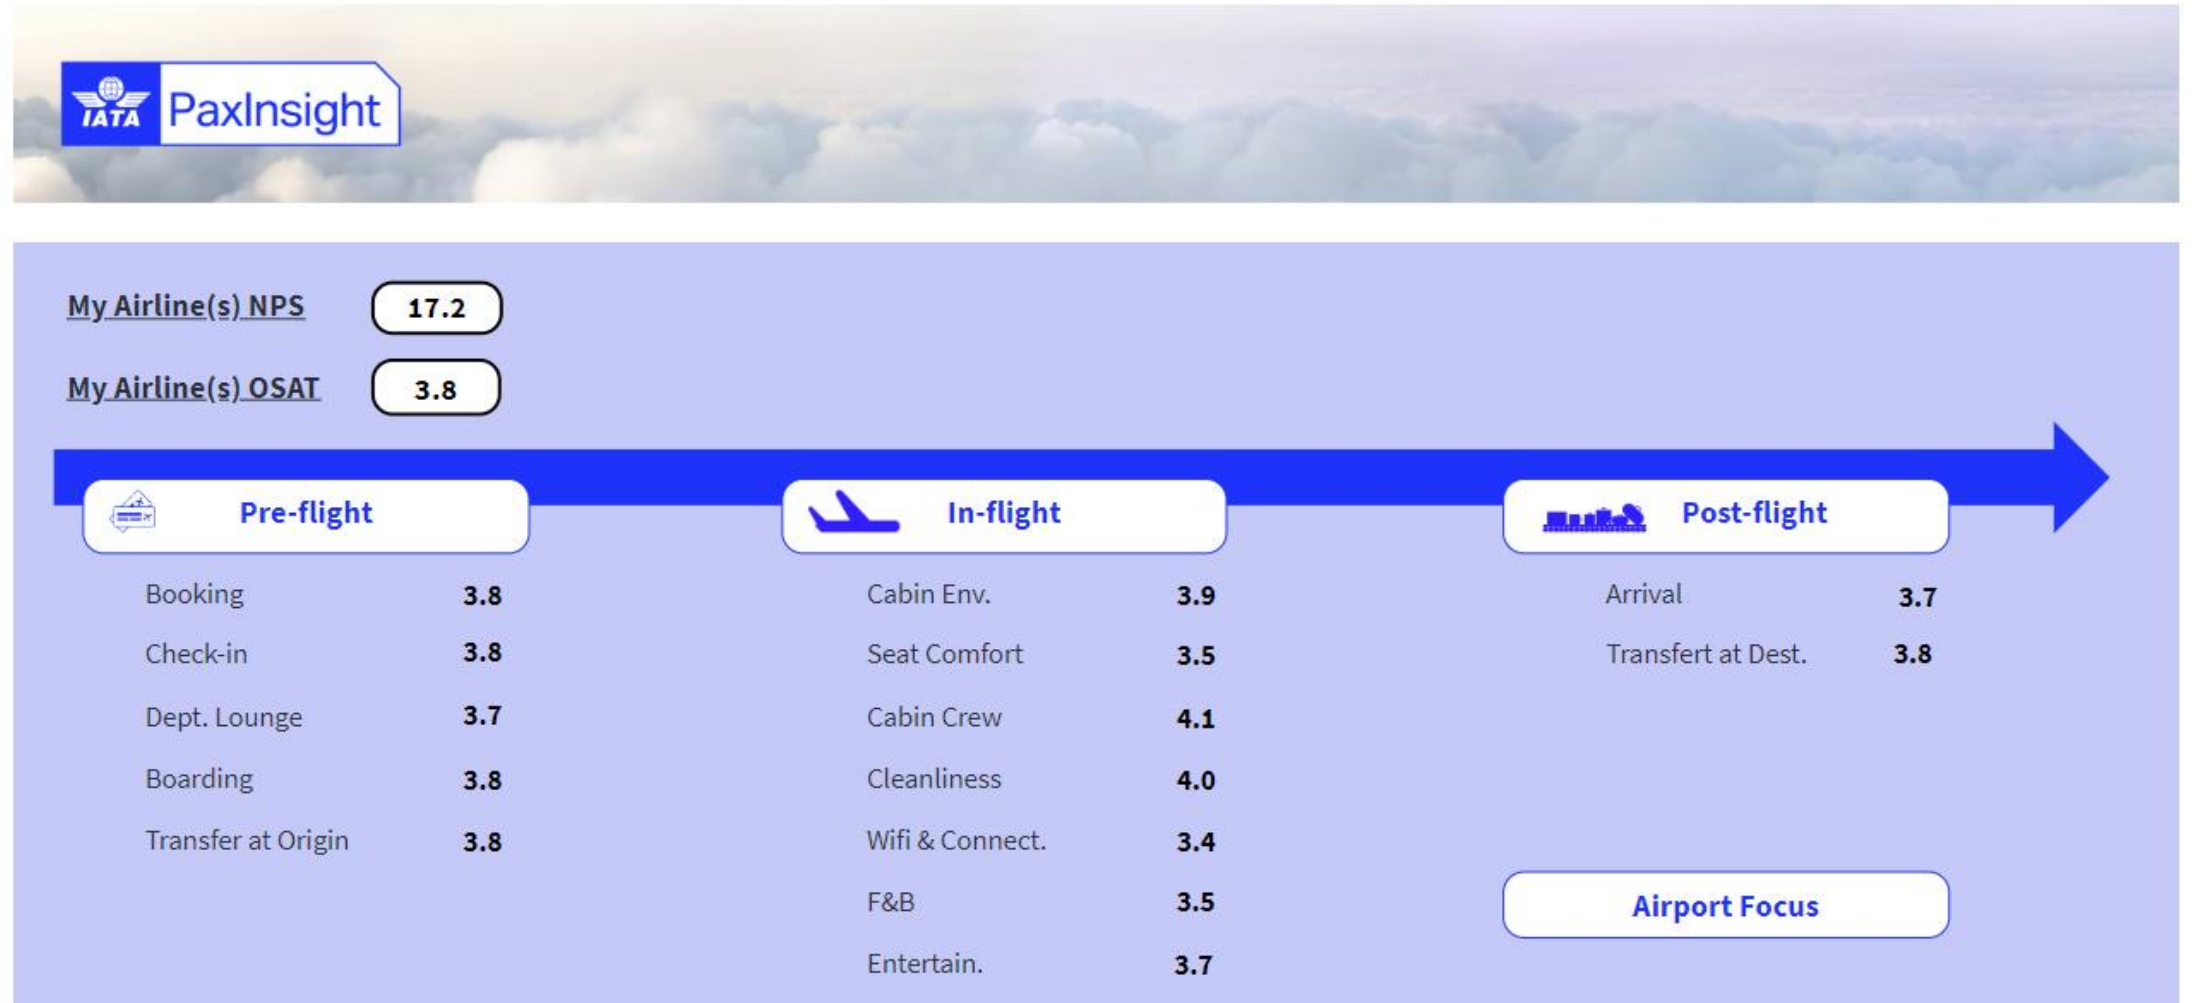 IATA PaxInsight
My Airline(s) NPS 17.2
My Airline(s) OSAT 3.8
Pre-flight
Booking 3.8
Check-in 3.8
Dept. Lounge 3.7
Boarding 3.8
Transfer at Origin 3.8
In-flight
Cabin Env. 3.9
Seat Comfort 3.5
Cabin Crew 4.1
Cleanliness 4.0
Wifi & Connect. 3.4
F&B 3.5
Entertain. 3.7
Post-flight
Arrival 3.7
Transfert at Dest. 3.8
Airport Focus